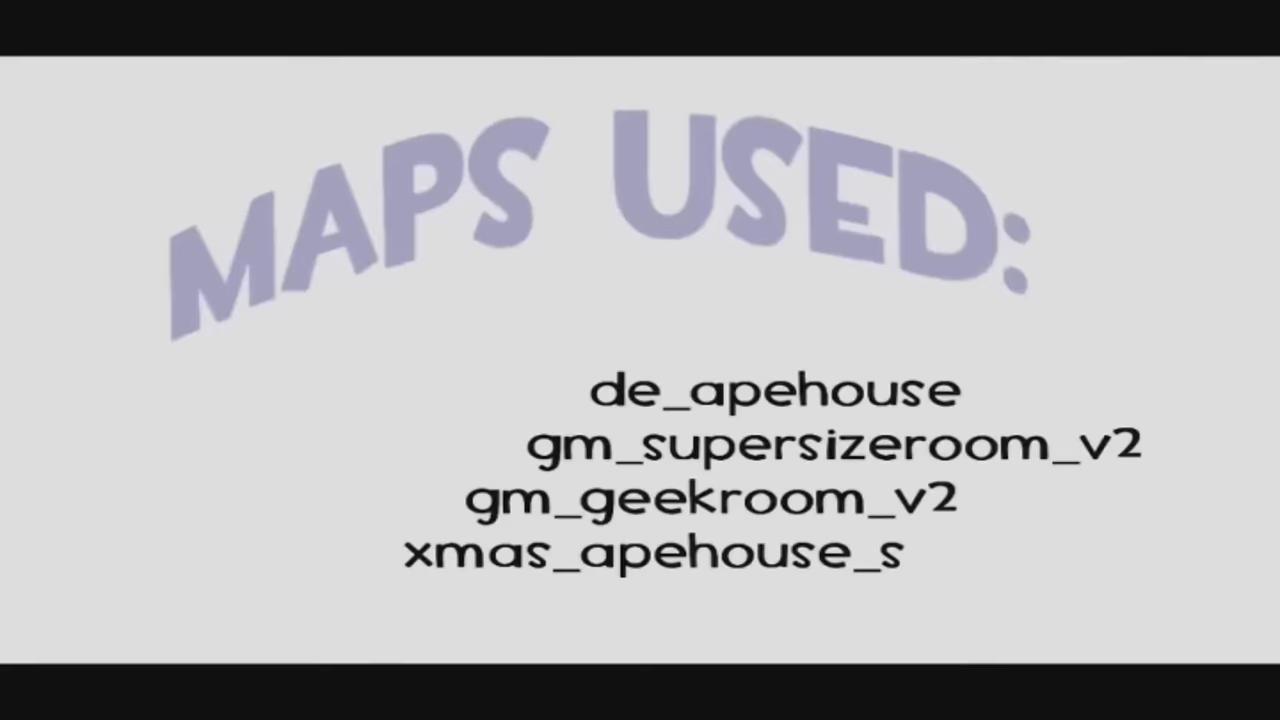 MAPS USED:
de_apehouse
gm_supersizeroom_v2
gm_geekroom_v2
xmas_apehouse_s